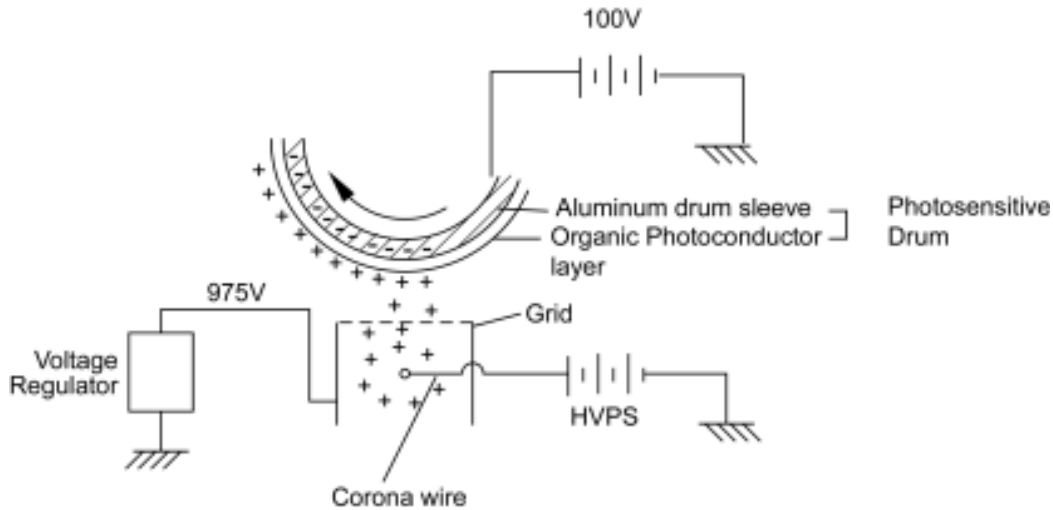 100V
Aluminum drum sleeve
Organic Photoconductor
layer
Photosensitive
Drum
975V
Grid
Voltage
Regulator
HVPS
Corona wire